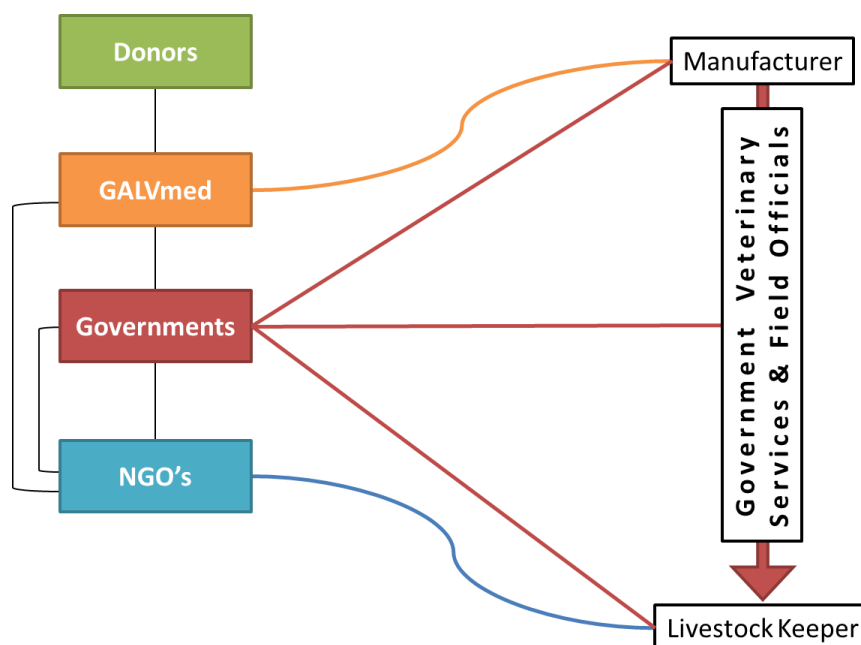 Donors
Manufacturer
GALVmed
Governments
Government Veterinary
Services & Field Officials
NGO's
Livestock Keeper